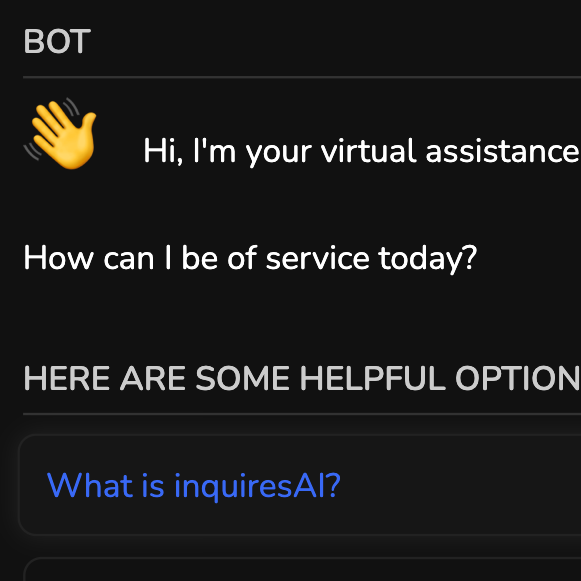 BOT
👋 Hi, I'm your virtual assistance
How can I be of service today?
HERE ARE SOME HELPFUL OPTION
What is inquiresAI?